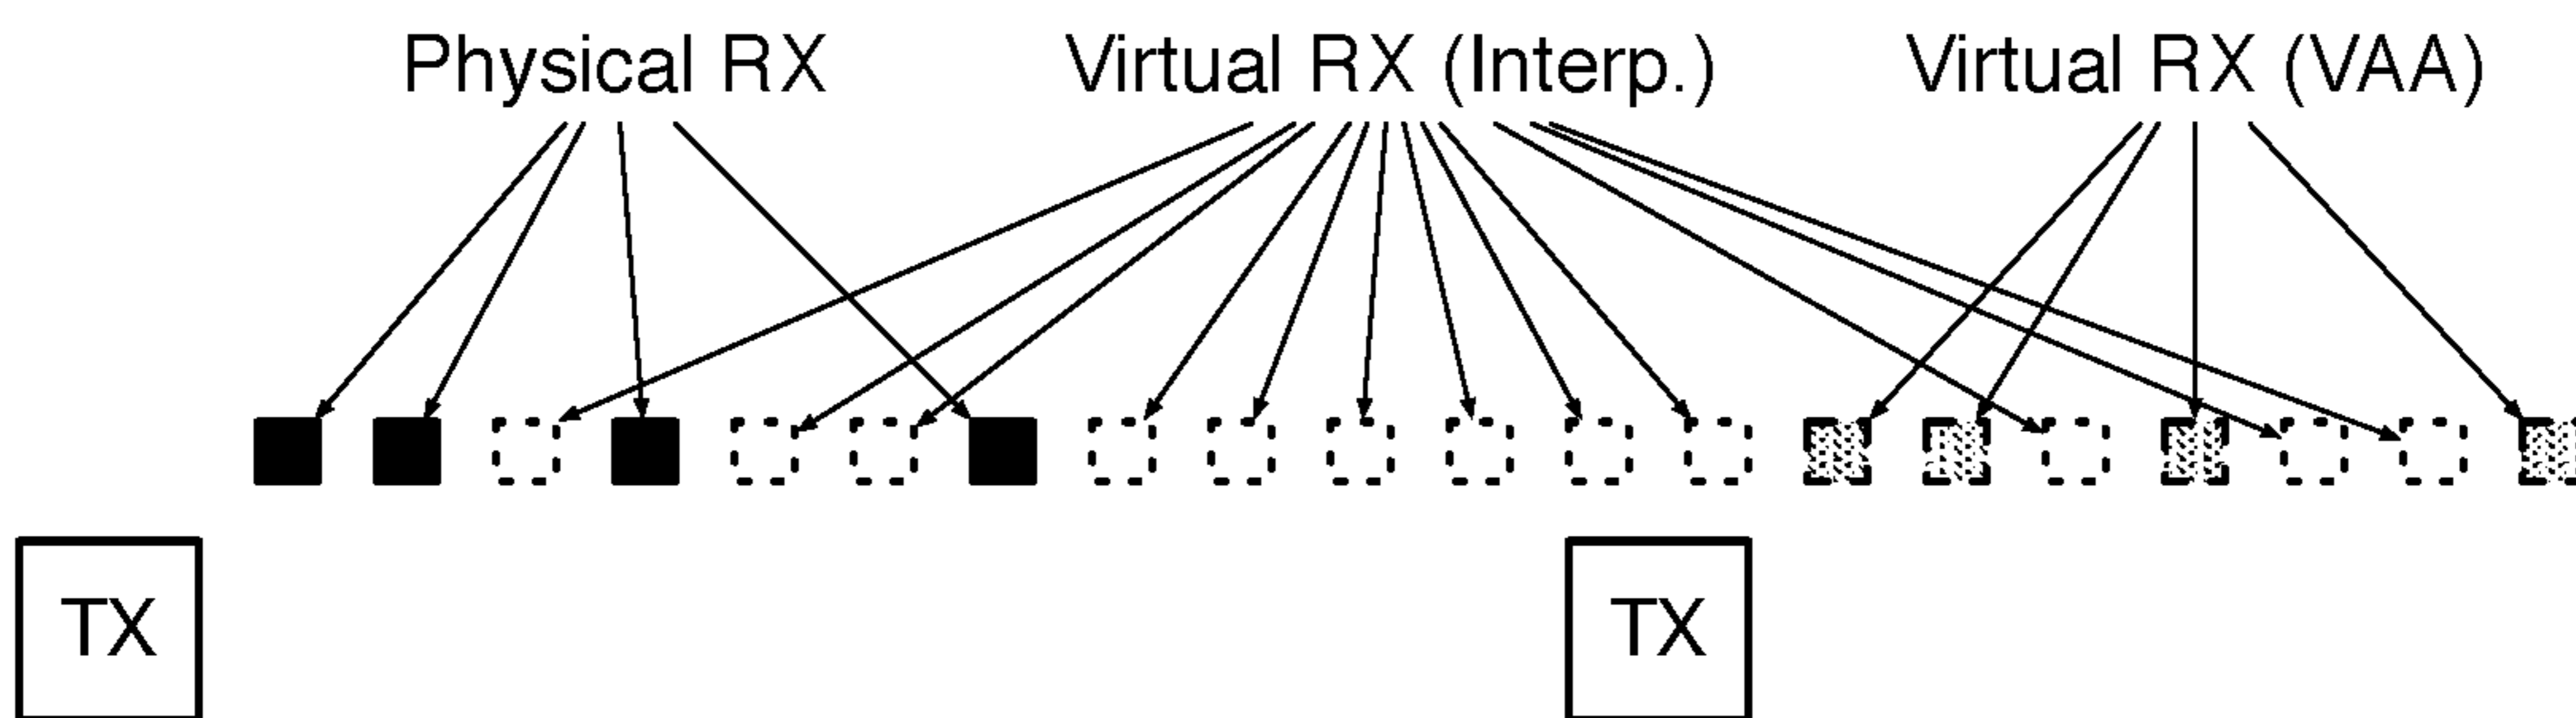 Physical RX
Virtual RX (Interp.)
Virtual RX (VAA)
TX
TX